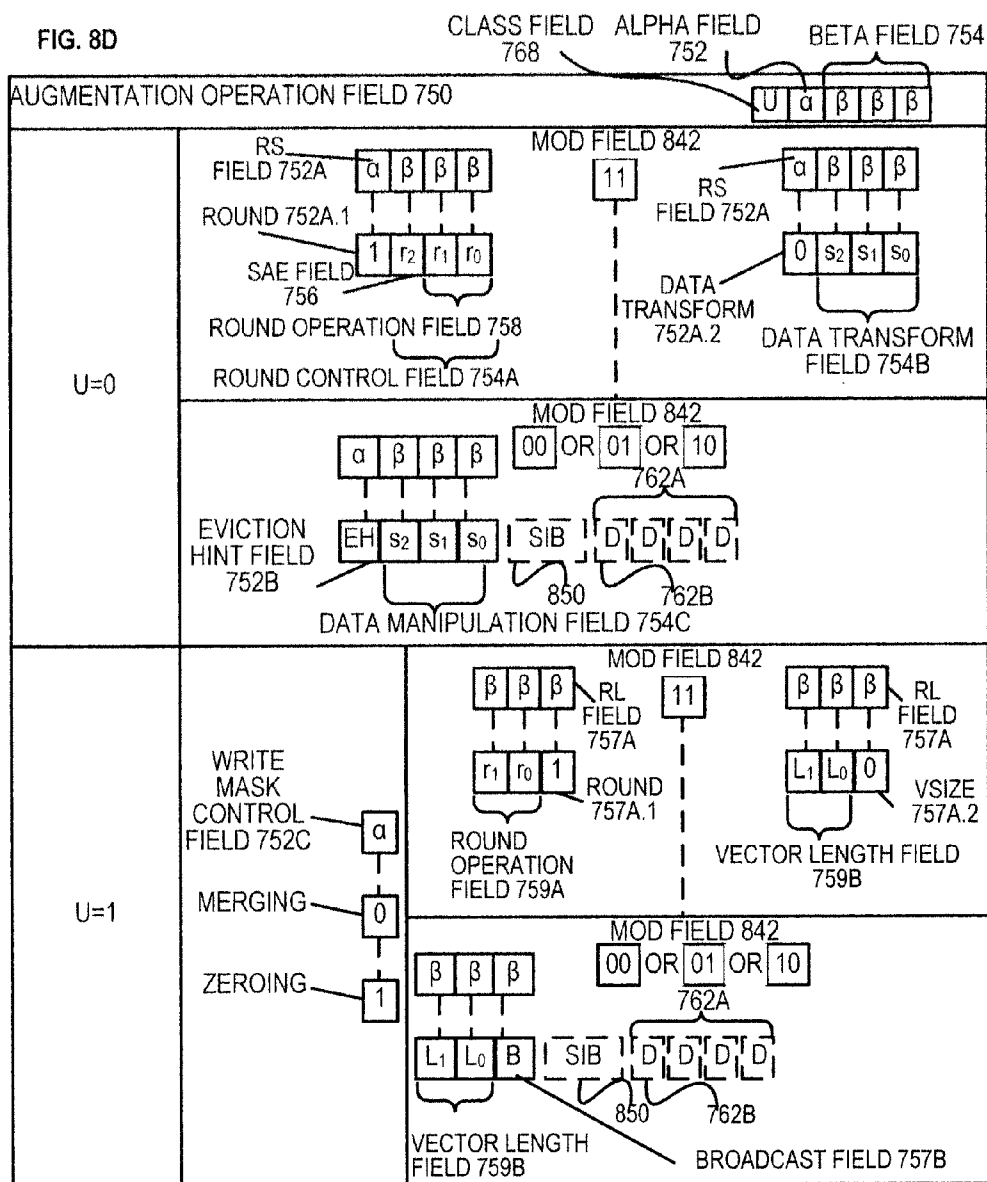 FIG. 8D
CLASS FIELD 768
ALPHA FIELD 752
BETA FIELD 754
AUGMENTATION OPERATION FIELD 750
U α β β β
U=0
RS FIELD 752A
α β β β
ROUND 752A.1
1 r2 r1 r0
SAE FIELD 756
ROUND OPERATION FIELD 758
ROUND CONTROL FIELD 754A
MOD FIELD 842
11
RS FIELD 752A
α β β β
0 s2 s1 s0
DATA TRANSFORM 752A.2
DATA TRANSFORM FIELD 754B
MOD FIELD 842
00 OR 01 OR 10
α β β β
762A
EVICTION HINT FIELD 752B
EH s2 s1 s0
SIB
D D D D
850
762B
DATA MANIPULATION FIELD 754C
U=1
WRITE MASK CONTROL FIELD 752C
α
MERGING
0
ZEROING
1
MOD FIELD 842
11
β β β
RL FIELD 757A
r1 r0 1
ROUND 757A.1
ROUND OPERATION FIELD 759A
β β β
RL FIELD 757A
L1 L0 0
VSIZE 757A.2
VECTOR LENGTH FIELD 759B
MOD FIELD 842
00 OR 01 OR 10
β β β
762A
L1 L0 B
SIB
D D D D
850
762B
VECTOR LENGTH FIELD 759B
BROADCAST FIELD 757B